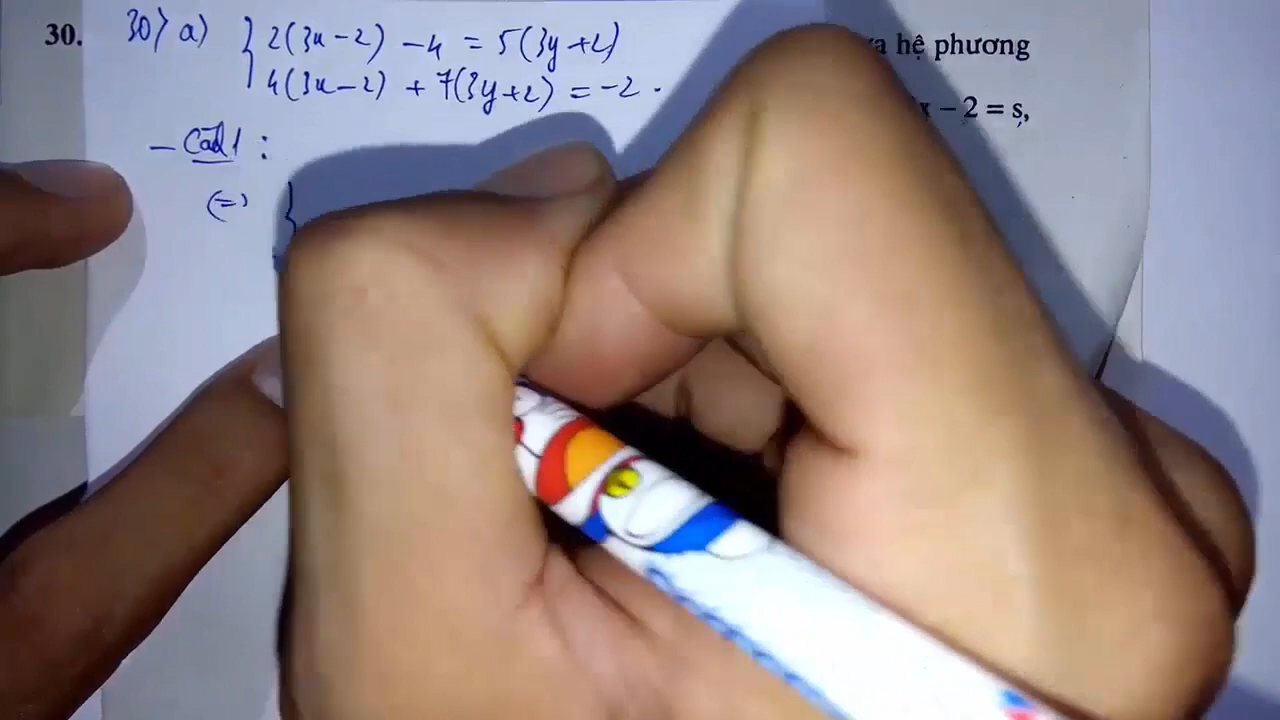 30. 30) a) { 2(3x-2) - 4 = 5(3y+2)
4(3x-2) + 7(3y+2) = -2.
hệ phương
- 2 = s,
- Cách 1 :
(=) {